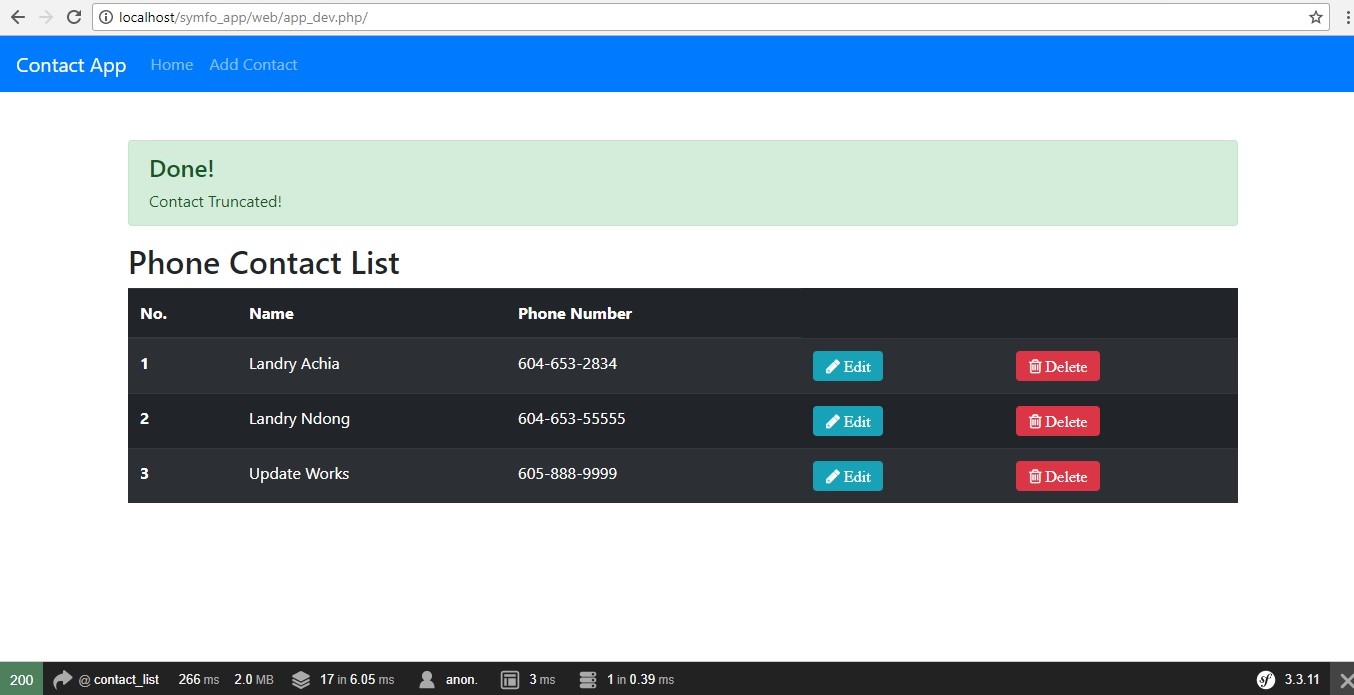 localhost/symfo_app/web/app_dev.php/
Contact App Home Add Contact
Done!
Contact Truncated!
Phone Contact List
No. Name Phone Number
1 Landry Achia 604-653-2834 Edit Delete
2 Landry Ndong 604-653-55555 Edit Delete
3 Update Works 605-888-9999 Edit Delete
200 @ contact_list 266 ms 2.0 MB 17 in 6.05 ms anon. 3 ms 1 in 0.39 ms sf 3.3.11